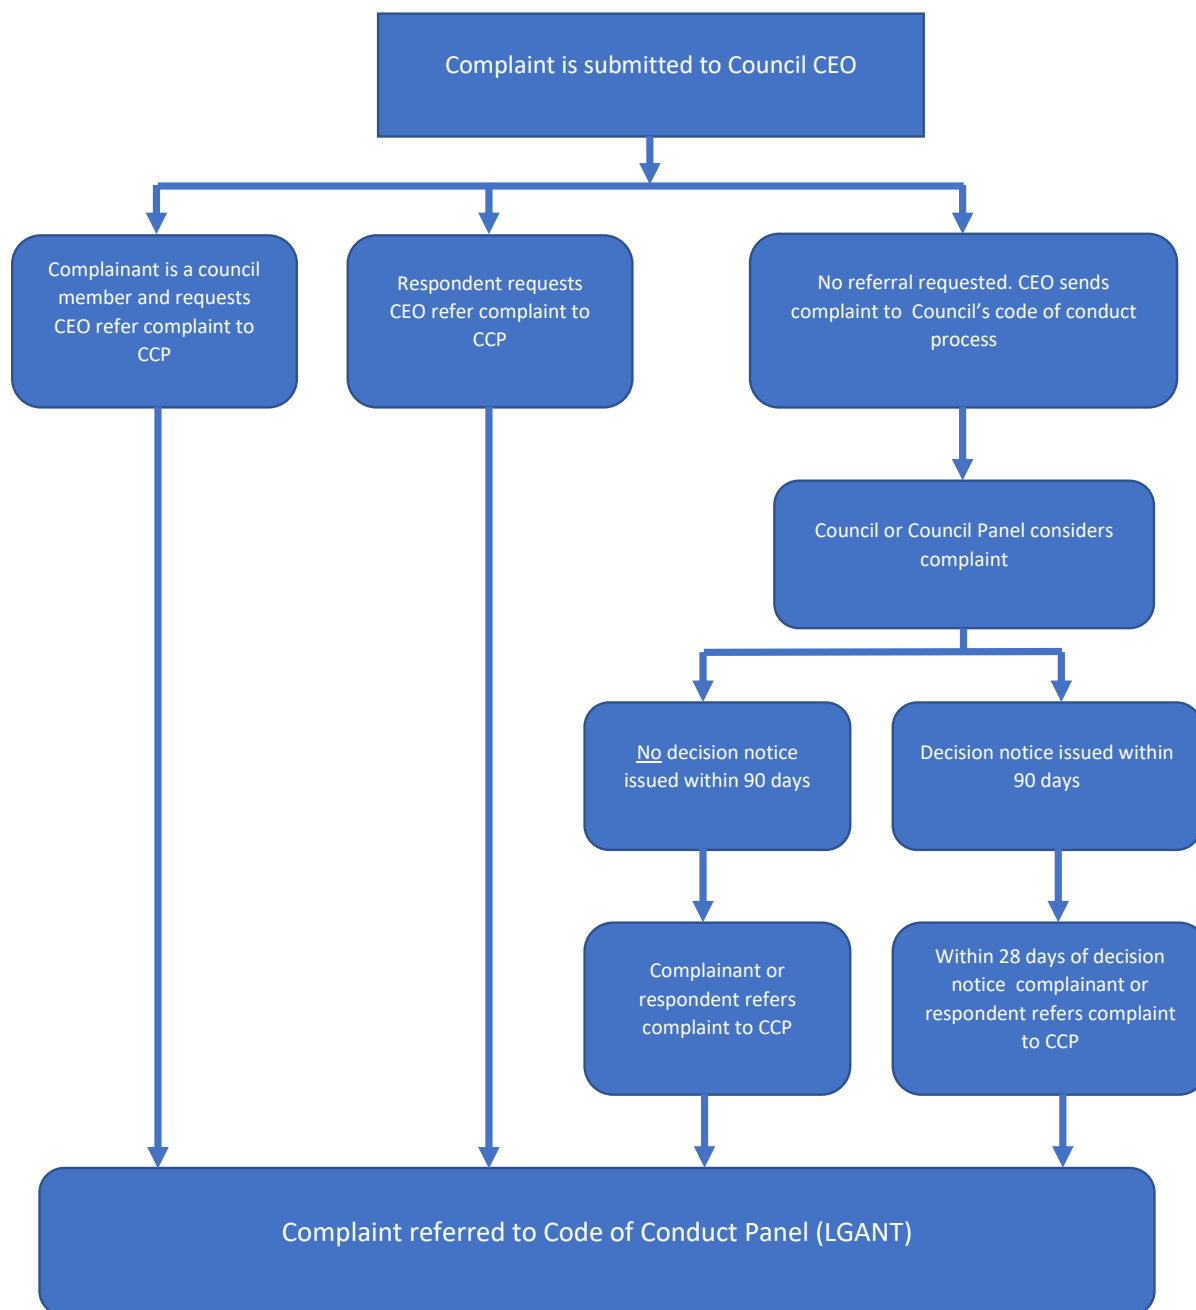 Complaint is submitted to Council CEO
Complainant is a council
member and requests
CEO refer complaint to
CCP
Respondent requests
CEO refer complaint to
CCP
No referral requested. CEO sends
complaint to  Council’s code of conduct
process
Council or Council Panel considers
complaint
No decision notice
issued within 90 days
Decision notice issued within
90 days
Complainant or
respondent refers
complaint to CCP
Within 28 days of decision
notice  complainant or
respondent refers complaint
to CCP
Complaint referred to Code of Conduct Panel (LGANT)